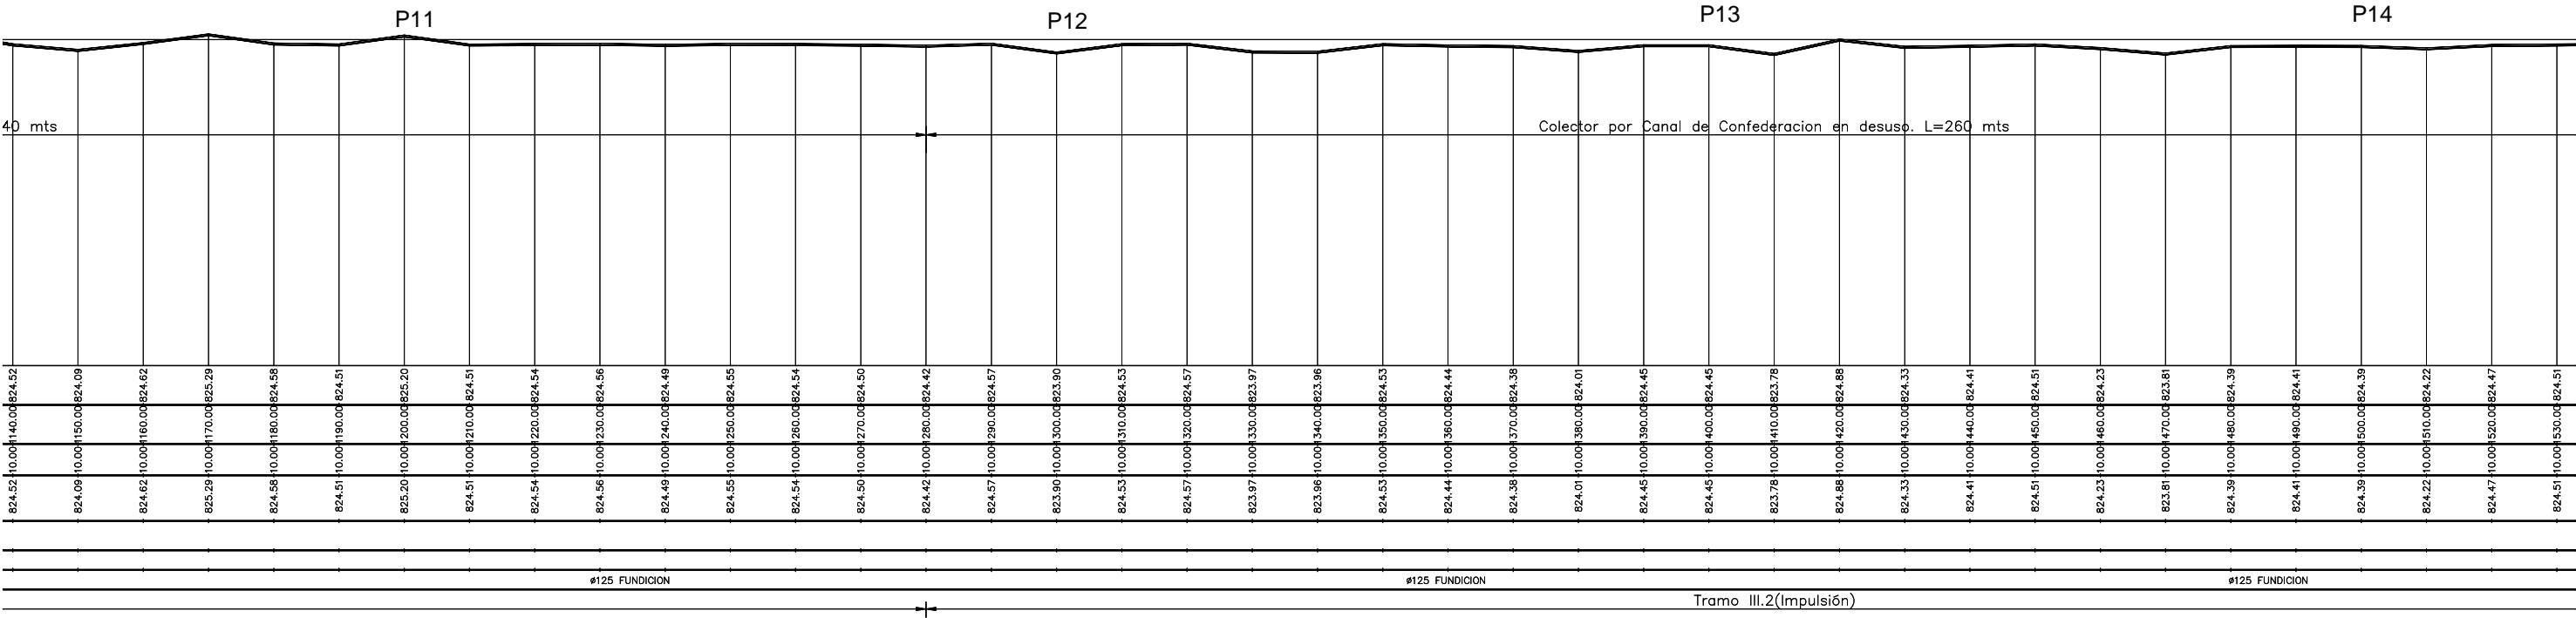 P11 P12 P13 P14
40 mts Colector por Canal de Confederacion en desuso. L=260 mts
824.52 824.09 824.62 825.29 824.58 824.51 825.20 824.51 824.54 824.56 824.49 824.55 824.54 824.50 824.42 824.57 823.90 824.53 824.57 823.97 823.96 824.53 824.44 824.38 824.01 824.45 824.45 823.78 824.88 824.33 824.41 824.51 824.23 823.81 824.39 824.41 824.39 824.22 824.47 824.51
1140.00 1150.00 1160.00 1170.00 1180.00 1190.00 1200.00 1210.00 1220.00 1230.00 1240.00 1250.00 1260.00 1270.00 1280.00 1290.00 1300.00 1310.00 1320.00 1330.00 1340.00 1350.00 1360.00 1370.00 1380.00 1390.00 1400.00 1410.00 1420.00 1430.00 1440.00 1450.00 1460.00 1470.00 1480.00 1490.00 1500.00 1510.00 1520.00 1530.00
10.00 10.00 10.00 10.00 10.00 10.00 10.00 10.00 10.00 10.00 10.00 10.00 10.00 10.00 10.00 10.00 10.00 10.00 10.00 10.00 10.00 10.00 10.00 10.00 10.00 10.00 10.00 10.00 10.00 10.00 10.00 10.00 10.00 10.00 10.00 10.00 10.00 10.00 10.00 10.00
824.52 824.09 824.62 825.29 824.58 824.51 825.20 824.51 824.54 824.56 824.49 824.55 824.54 824.50 824.42 824.57 823.90 824.53 824.57 823.97 823.96 824.53 824.44 824.38 824.01 824.45 824.45 823.78 824.88 824.33 824.41 824.51 824.23 823.81 824.39 824.41 824.39 824.22 824.47 824.51
ø125 FUNDICION ø125 FUNDICION ø125 FUNDICION
Tramo III.2(Impulsión)